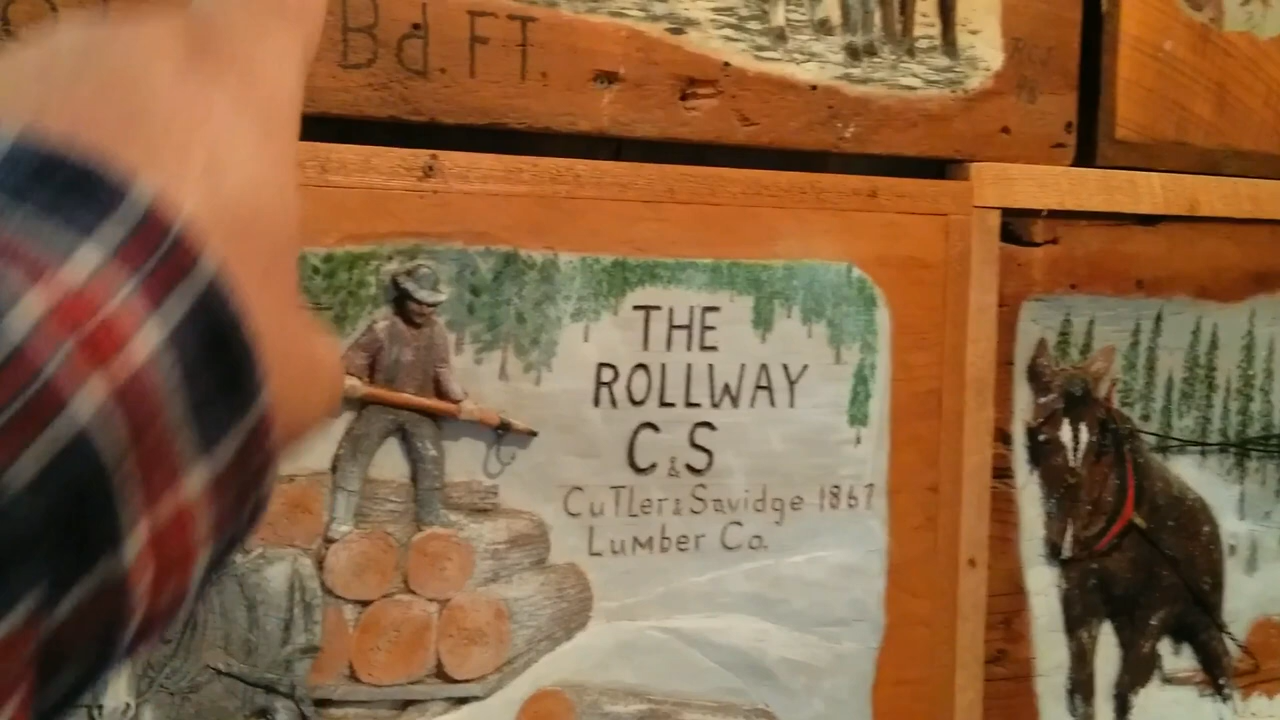 Bd. FT.
THE
ROLLWAY
C & S
CuTLer & Savidge 1867
Lumber Co.